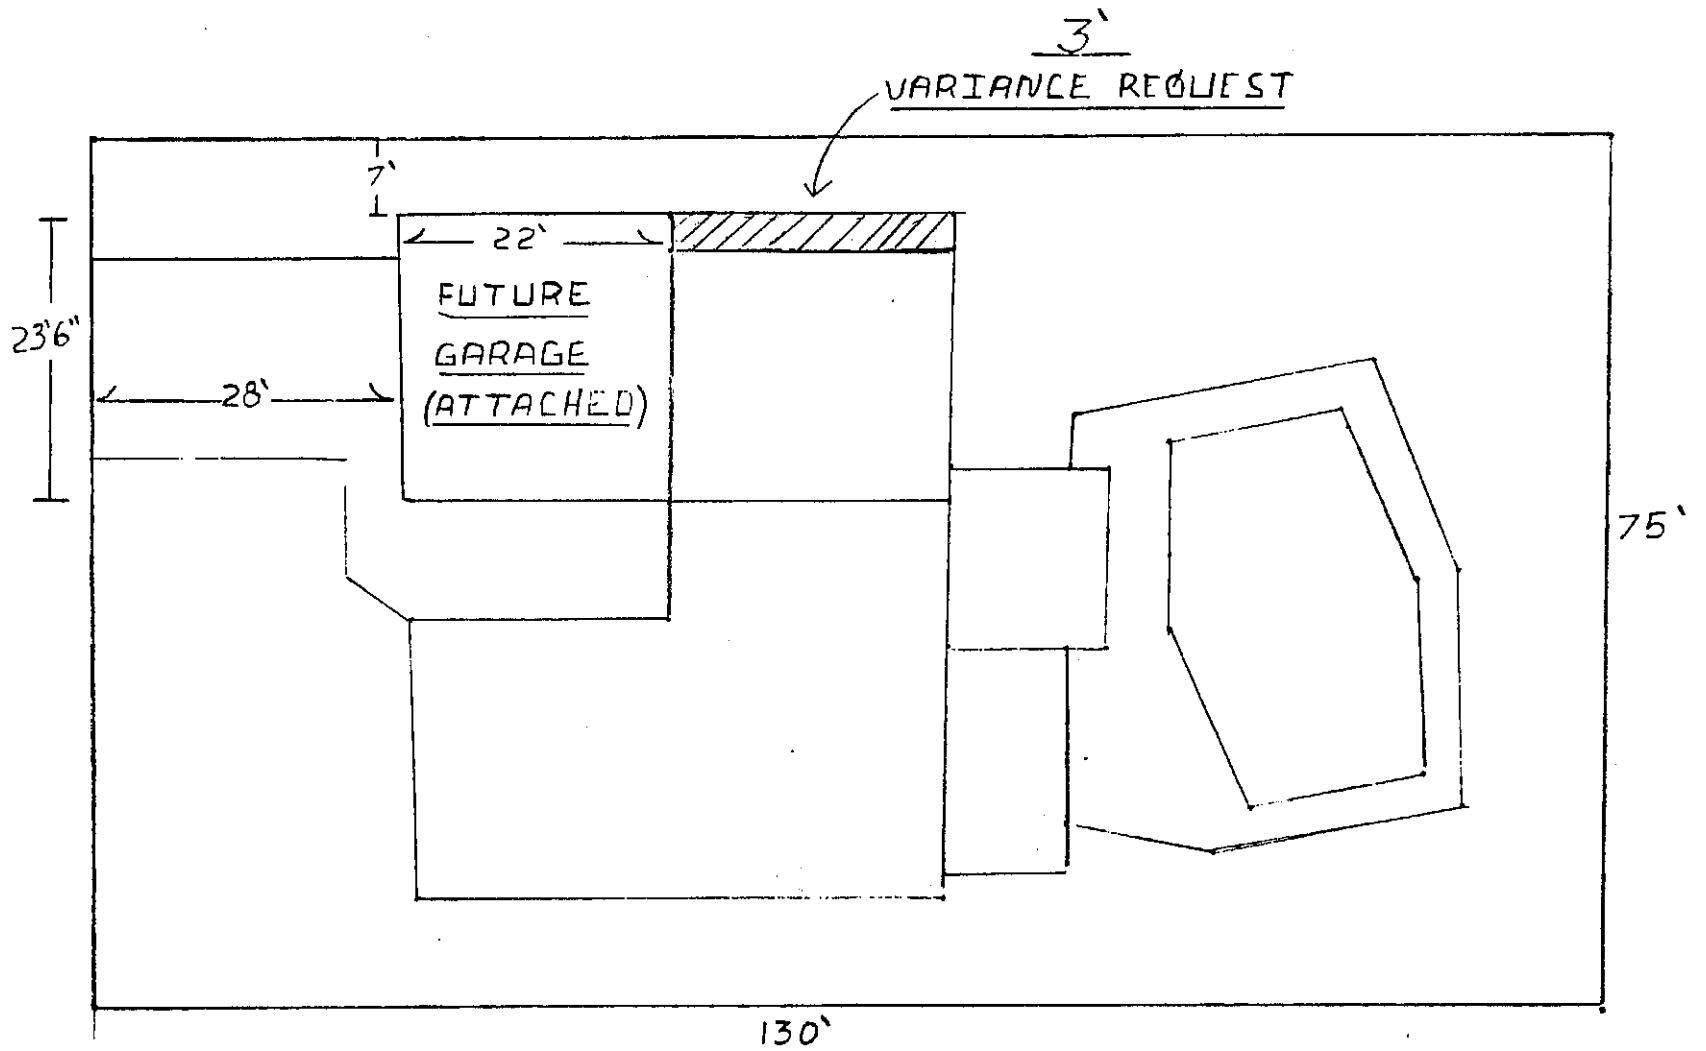 3'
VARIANCE REQUEST
7'
22'
FUTURE
GARAGE
(ATTACHED)
23'6"
28'
75'
130'